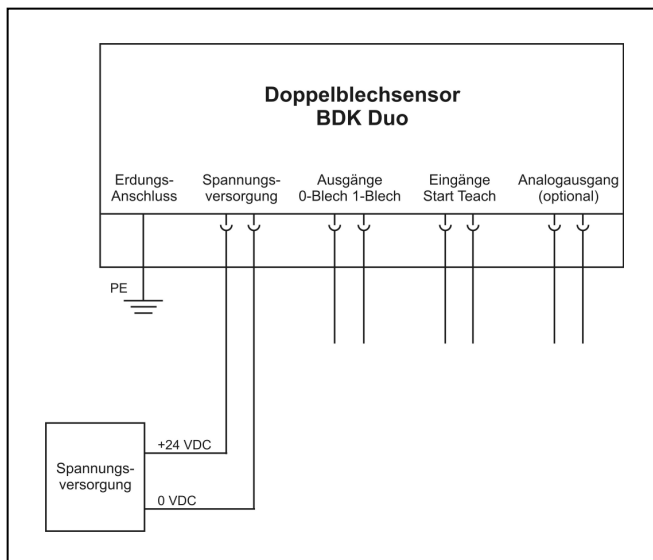 Doppelblechsensor
BDK Duo
Erdungs-
Anschluss
Spannungs-
versorgung
Ausgänge
0-Blech 1-Blech
Eingänge
Start Teach
Analogausgang
(optional)
PE
+24 VDC
Spannungs-
versorgung
0 VDC